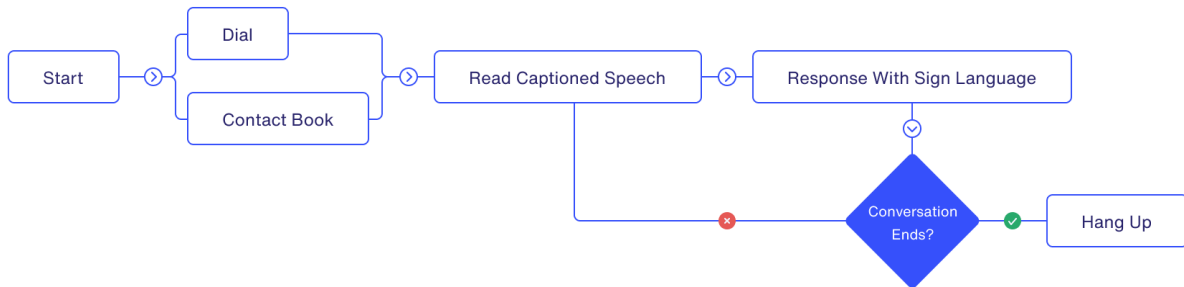 Start
Dial
Contact Book
Read Captioned Speech
Response With Sign Language
Conversation
Ends?
Hang Up